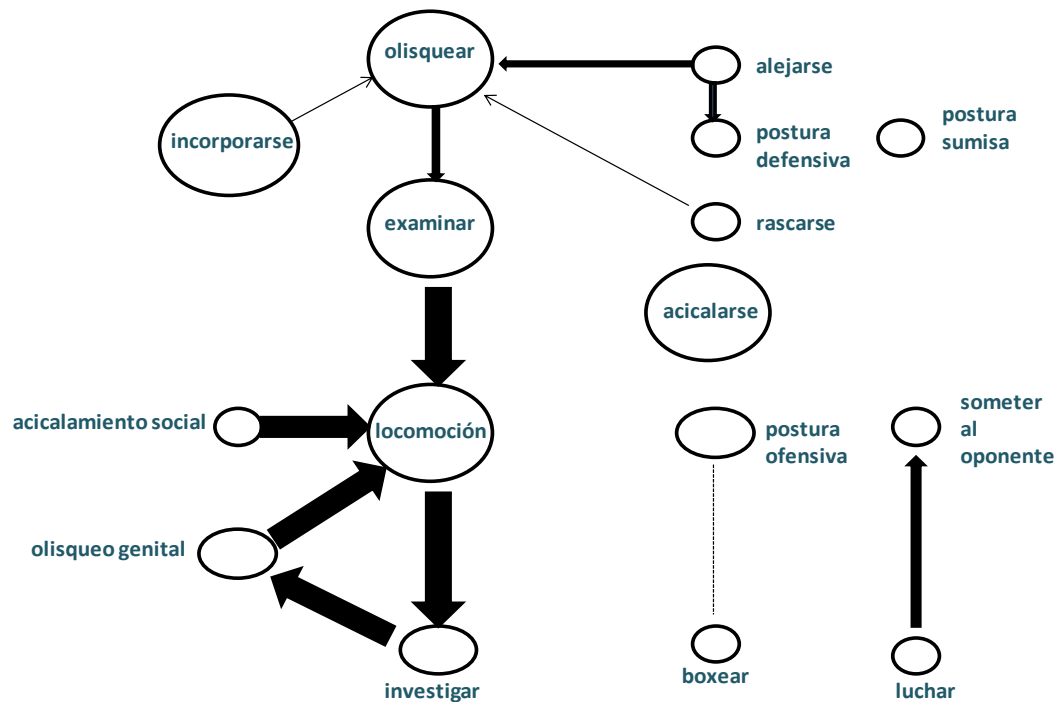 olisquear
alejarse
incorporarse
postura
defensiva
postura
sumisa
examinar
rascarse
acicalarse
acicalamiento social
locomoción
postura
ofensiva
someter
al
oponente
olisqueo genital
investigar
boxear
luchar